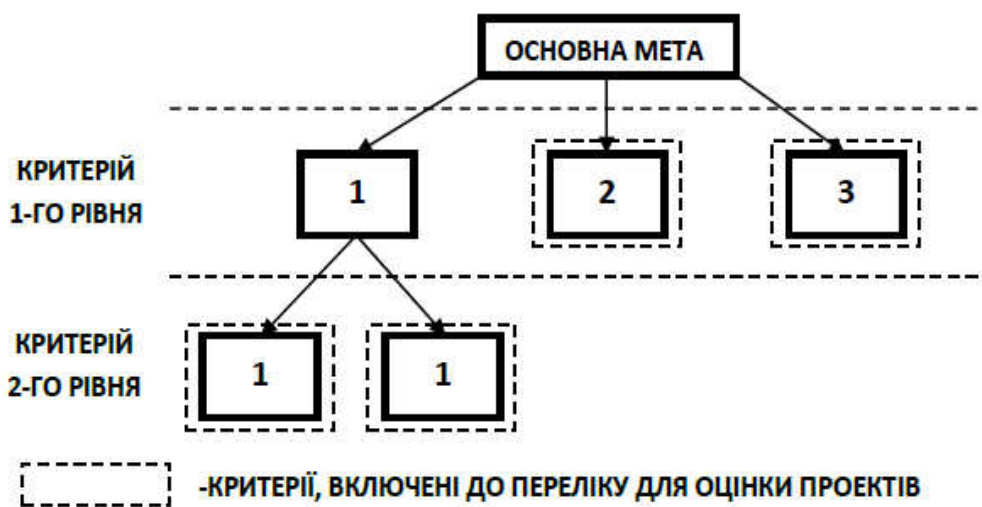 ОСНОВНА МЕТА
КРИТЕРІЙ
1-ГО РІВНЯ
1
2
3
КРИТЕРІЙ
2-ГО РІВНЯ
1
1
-КРИТЕРІЇ, ВКЛЮЧЕНІ ДО ПЕРЕЛІКУ ДЛЯ ОЦІНКИ ПРОЕКТІВ